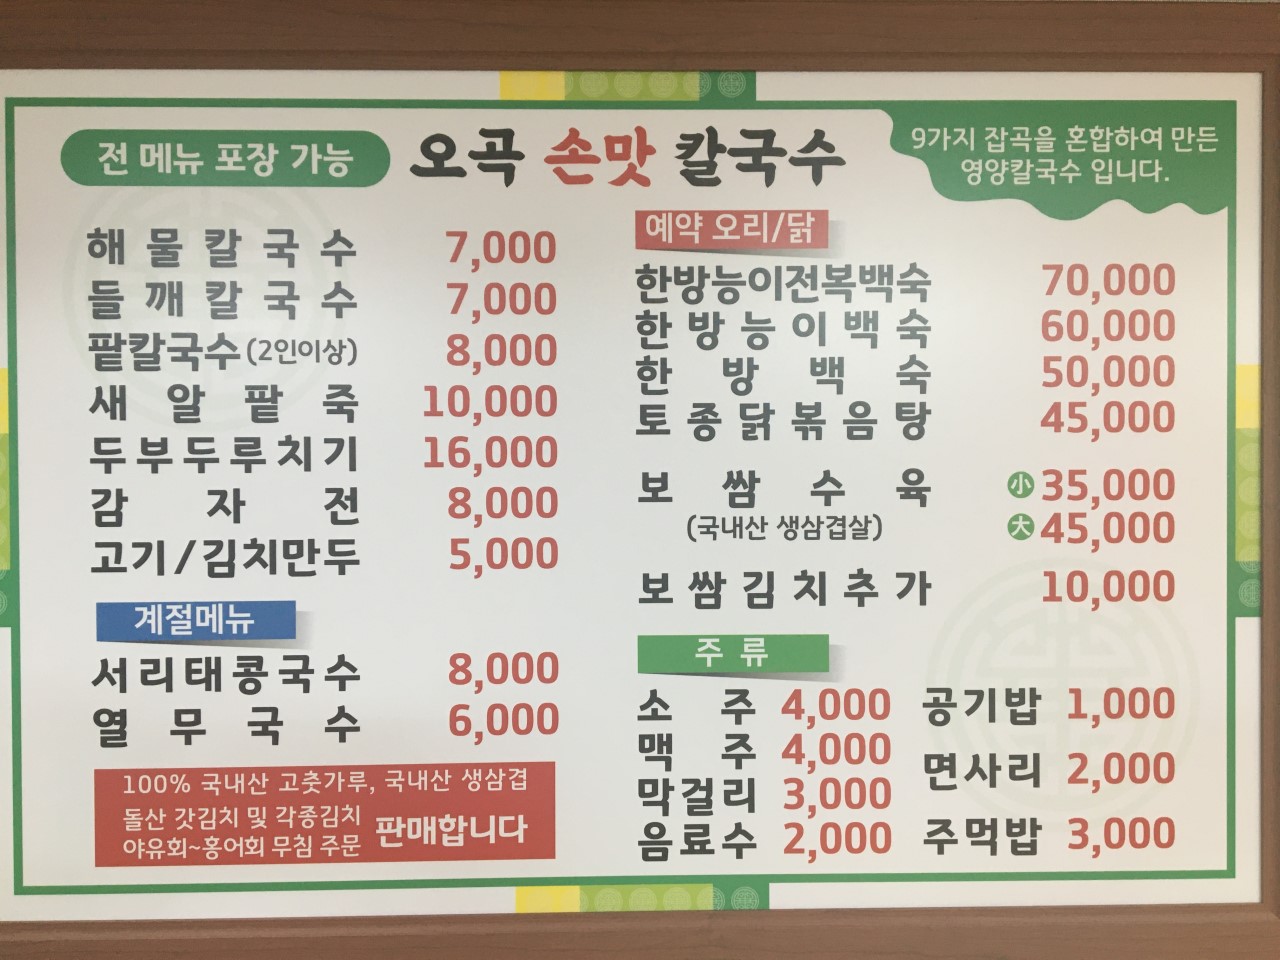 전 메뉴 포장 가능
오곡 손맛 칼국수
9가지 잡곡을 혼합하여 만든
영양칼국수 입니다.
해물칼국수 7,000
들깨칼국수 7,000
팥칼국수(2인이상) 8,000
새알팥죽 10,000
두부두루치기 16,000
감자전 8,000
고기/김치만두 5,000
계절메뉴
서리태콩국수 8,000
열무국수 6,000
100% 국내산 고춧가루, 국내산 생삼겹
돌산 갓김치 및 각종김치
야유회~홍어회 무침 주문
판매합니다
예약 오리/닭
한방능이전복백숙 70,000
한방능이백숙 60,000
한방백숙 50,000
토종닭볶음탕 45,000
보쌈수육 小 35,000
(국내산 생삼겹살) 大 45,000
보쌈김치추가 10,000
주류
소주 4,000
맥주 4,000
막걸리 3,000
음료수 2,000
공기밥 1,000
면사리 2,000
주먹밥 3,000